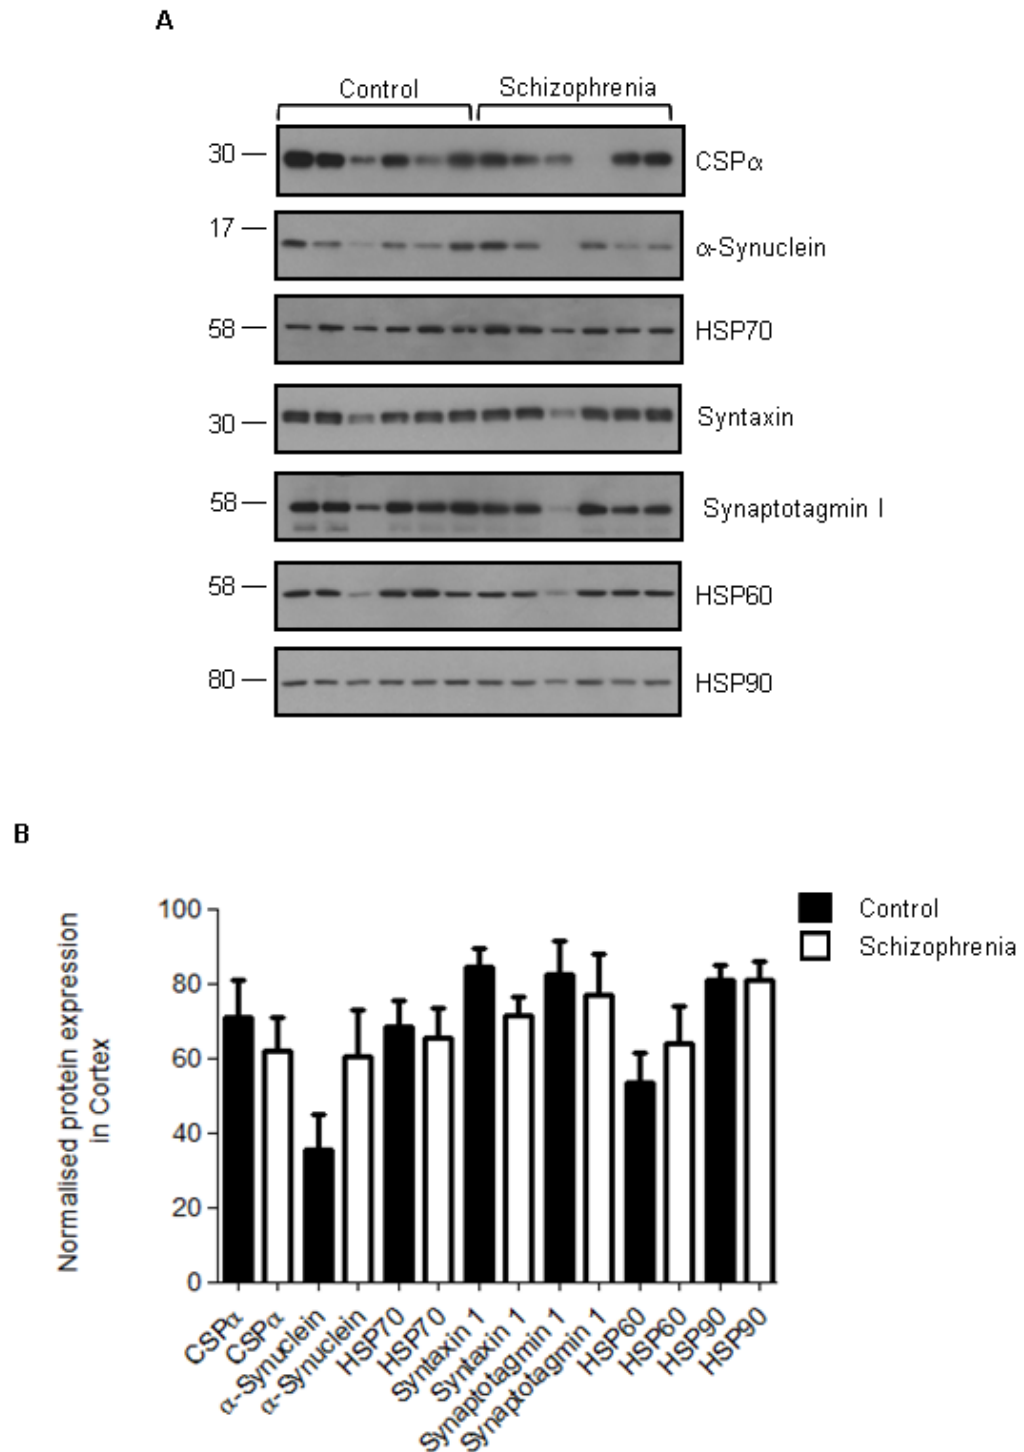 A
Control Schizophrenia
30 CSPα
17 α-Synuclein
58 HSP70
30 Syntaxin
58 Synaptotagmin I
58 HSP60
80 HSP90
B
Control
Schizophrenia
Normalised protein expression
in Cortex
100
80
60
40
20
0
CSPα
CSPα
α-Synuclein
α-Synuclein
HSP70
HSP70
Syntaxin 1
Syntaxin 1
Synaptotagmin 1
Synaptotagmin 1
HSP60
HSP60
HSP90
HSP90